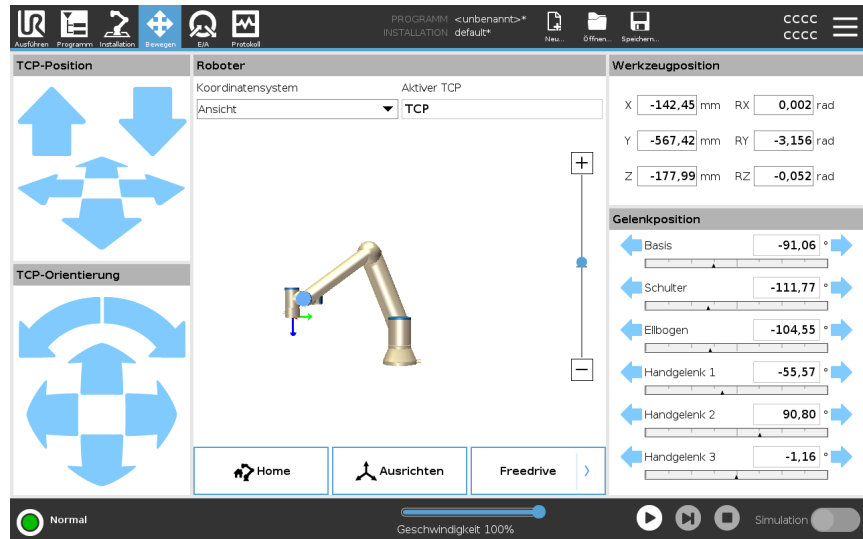 PROGRAMM <unbenannt>*
INSTALLATION default*
CCCC
CCCC
Ausführen Programm Installation Bewegen E/A Protokoll Neu... Öffnen... Speichern...
TCP-Position
Roboter
Werkzeugposition
Koordinatensystem Aktiver TCP
Ansicht TCP
X -142,45 mm RX 0,002 rad
Y -567,42 mm RY -3,156 rad
Z -177,99 mm RZ -0,052 rad
Gelenkposition
Basis -91,06 °
Schulter -111,77 °
Ellbogen -104,55 °
Handgelenk 1 -55,57 °
Handgelenk 2 90,80 °
Handgelenk 3 -1,16 °
TCP-Orientierung
Home Ausrichten Freedrive
Normal
Geschwindigkeit 100%
Simulation